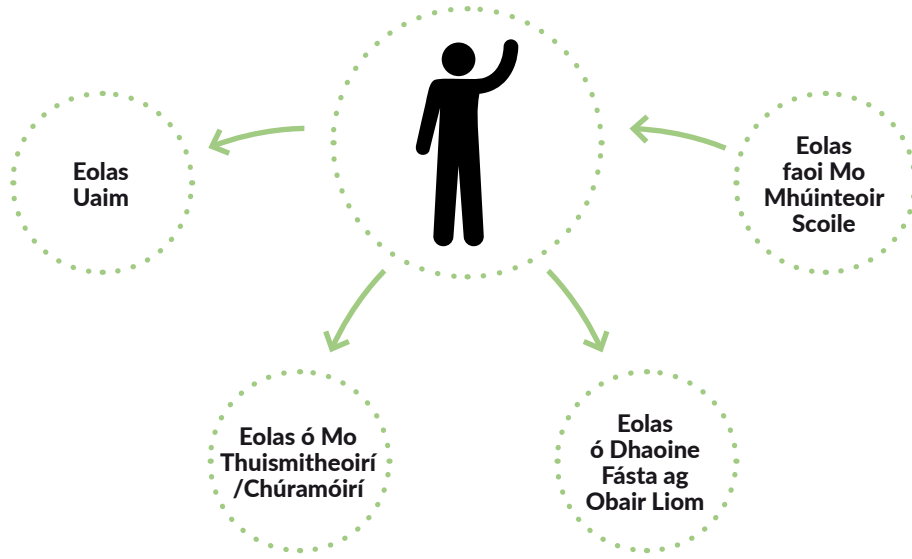 Eolas
Uaim
Eolas
faoi Mo
Mhúinteoir
Scoile
Eolas ó Mo
Thuismitheoirí
/Chúramóirí
Eolas
ó Dhaoine
Fásta ag
Obair Liom